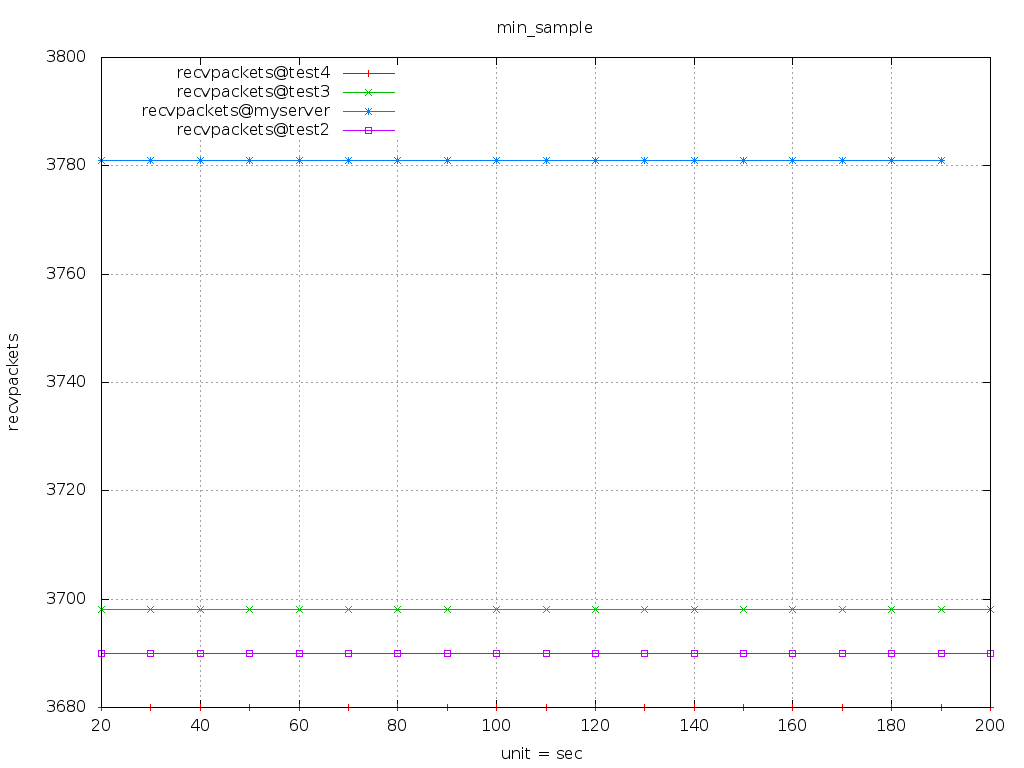 min_sample
3800
recvpackets@test4
recvpackets@test3
recvpackets@myserver
recvpackets@test2
3780
3760
3740
recvpackets
3720
3700
3680
20 40 60 80 100 120 140 160 180 200
unit = sec